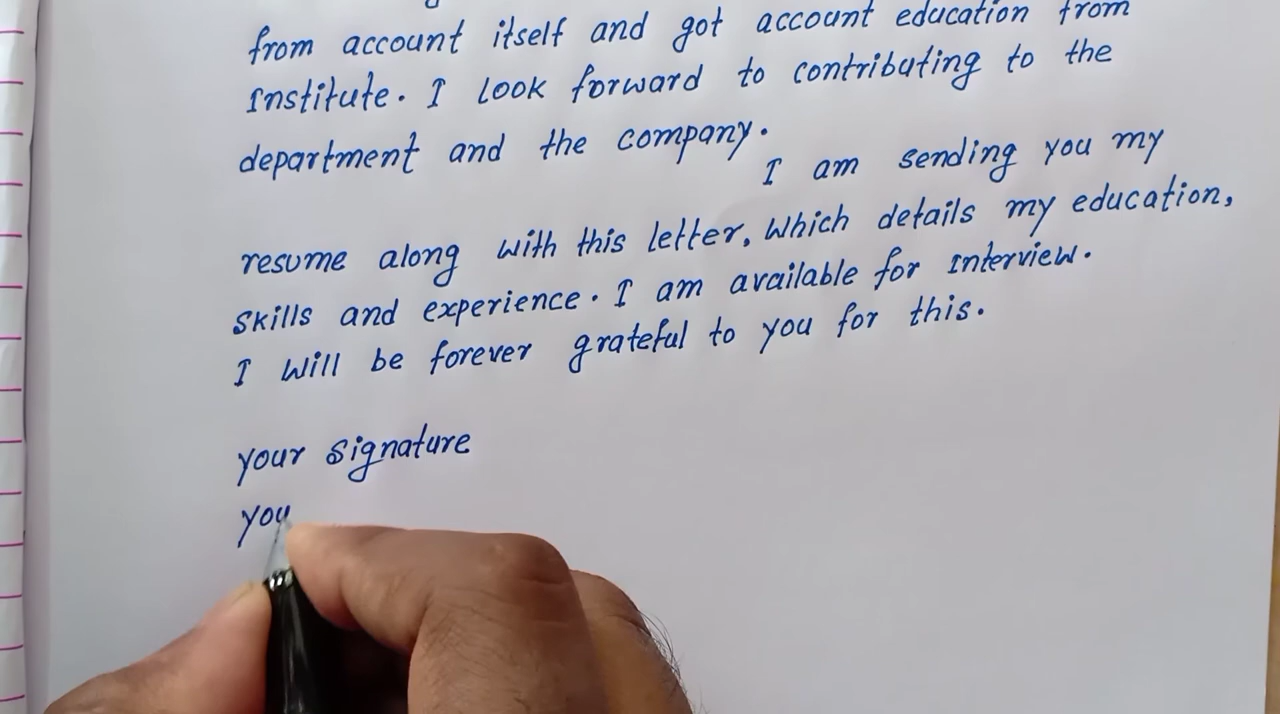 from account itself and got account education from
Institute. I look forward to contributing to the
department and the company.
I am sending you my
resume along with this letter, which details my education,
skills and experience. I am available for interview.
I will be forever grateful to you for this.
your signature
you